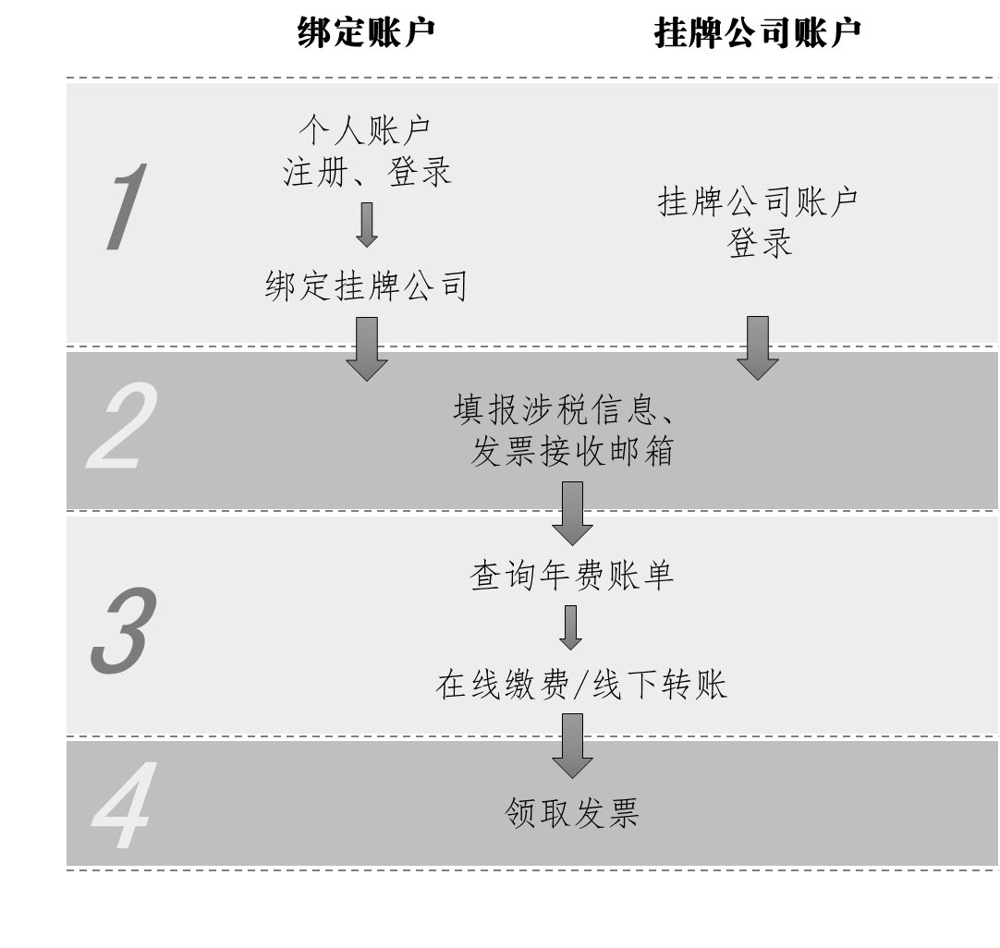 绑定账户
挂牌公司账户
1
个人账户
注册、登录
绑定挂牌公司
挂牌公司账户
登录
2
填报涉税信息、
发票接收邮箱
3
查询年费账单
在线缴费/线下转账
4
领取发票